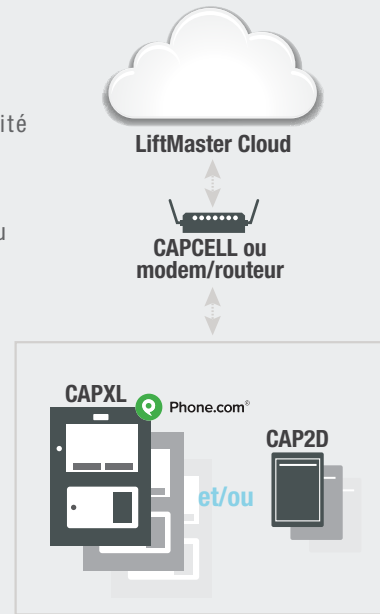 ité
u
LiftMaster Cloud
CAPCELL ou
modem/routeur
CAPXL
Phone.com®
CAP2D
et/ou